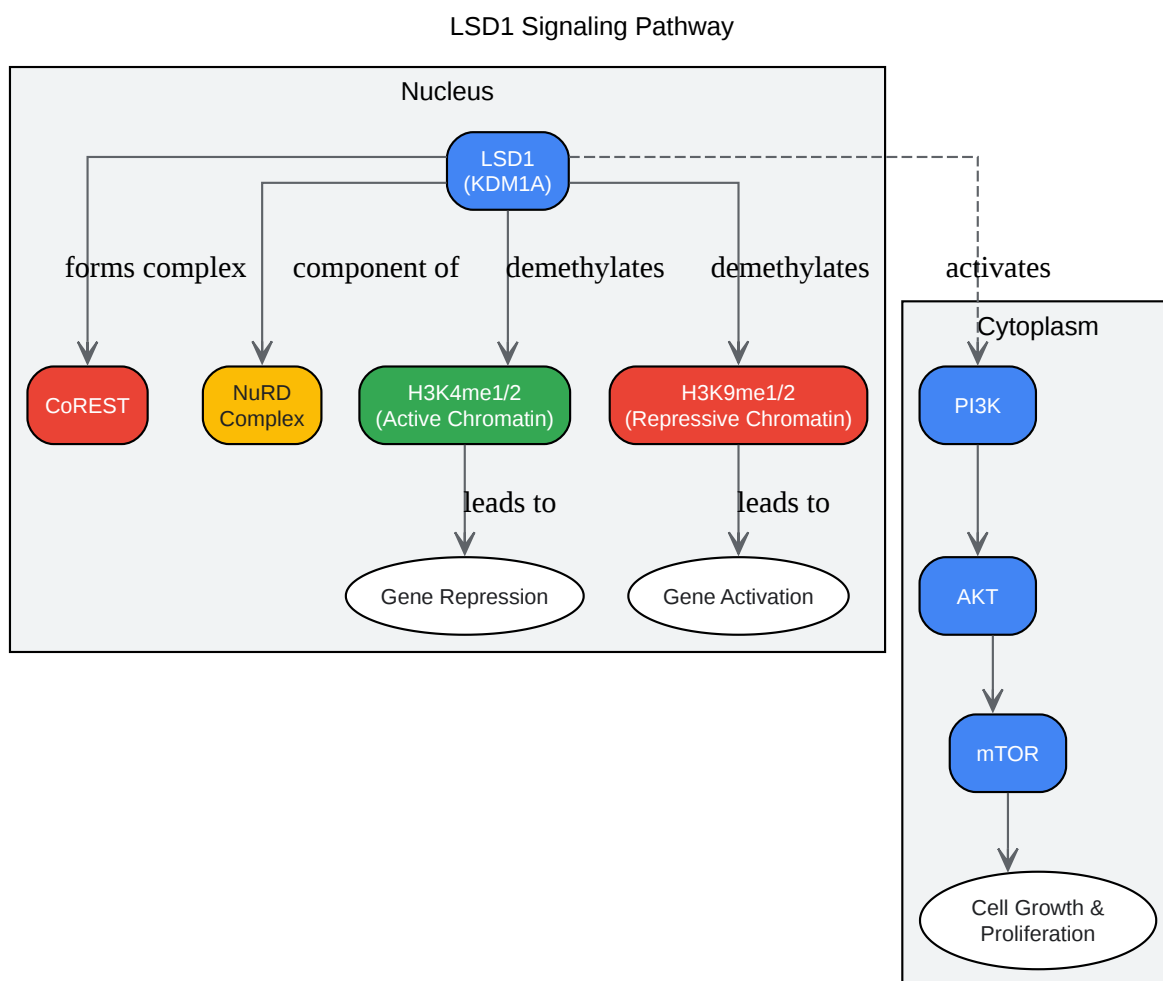 LSD1 Signaling Pathway
Nucleus
LSD1
(KDM1A)
forms complex
component of
demethylates
demethylates
activates
Cytoplasm
CoREST
NuRD
Complex
H3K4me1/2
(Active Chromatin)
H3K9me1/2
(Repressive Chromatin)
PI3K
leads to
leads to
Gene Repression
Gene Activation
AKT
mTOR
Cell Growth &
Proliferation